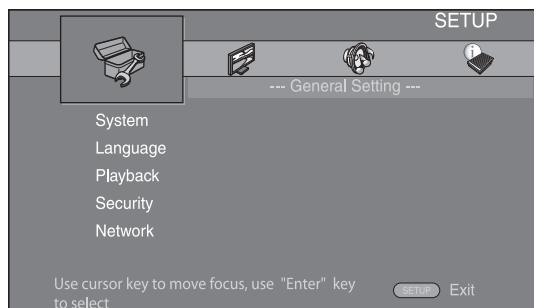 SETUP
--- General Setting ---
System
Language
Playback
Security
Network
Use cursor key to move focus, use "Enter" key
to select
SETUP Exit